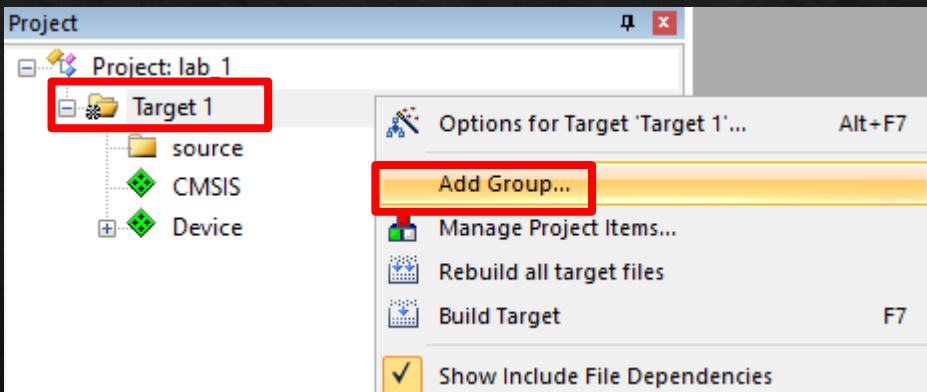 Project
Project: lab_1
Target 1
source
CMSIS
Device
Options for Target 'Target 1'... Alt+F7
Add Group...
Manage Project Items...
Rebuild all target files
Build Target F7
Show Include File Dependencies